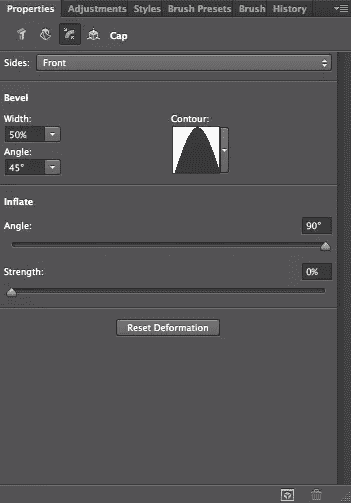 Properties Adjustments Styles Brush Presets Brush History
Cap
Sides: Front
Bevel
Width: Contour:
50%
Angle:
45°
Inflate
Angle: 90°
Strength: 0%
Reset Deformation